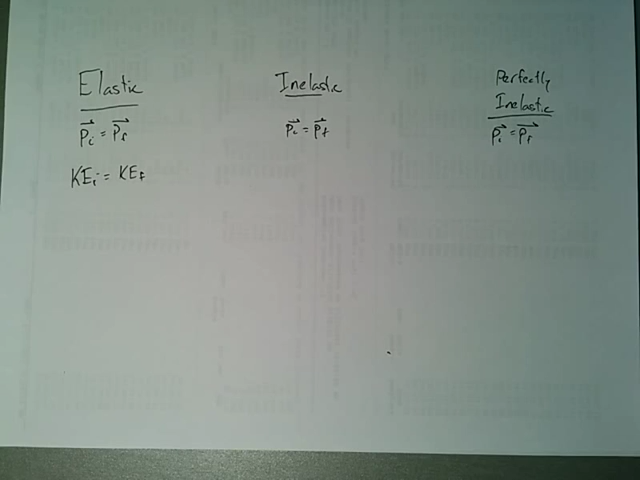 Elastic
p⃗ᵢ = p⃗f
KEᵢ = KEf
Inelastic
p⃗ᵢ = p⃗f
Perfectly
Inelastic
p⃗ᵢ = p⃗f